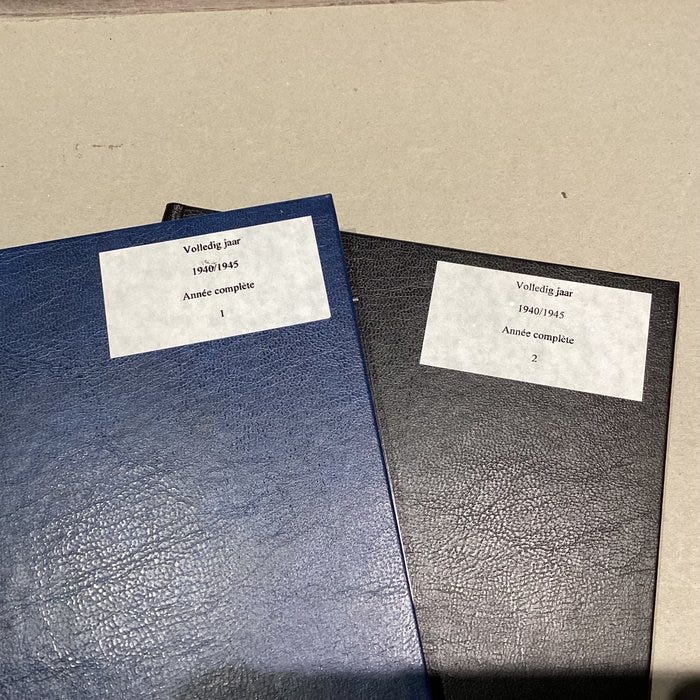 Volledig jaar
1940/1945
Année complète
1
Volledig jaar
1940/1945
Année complète
2